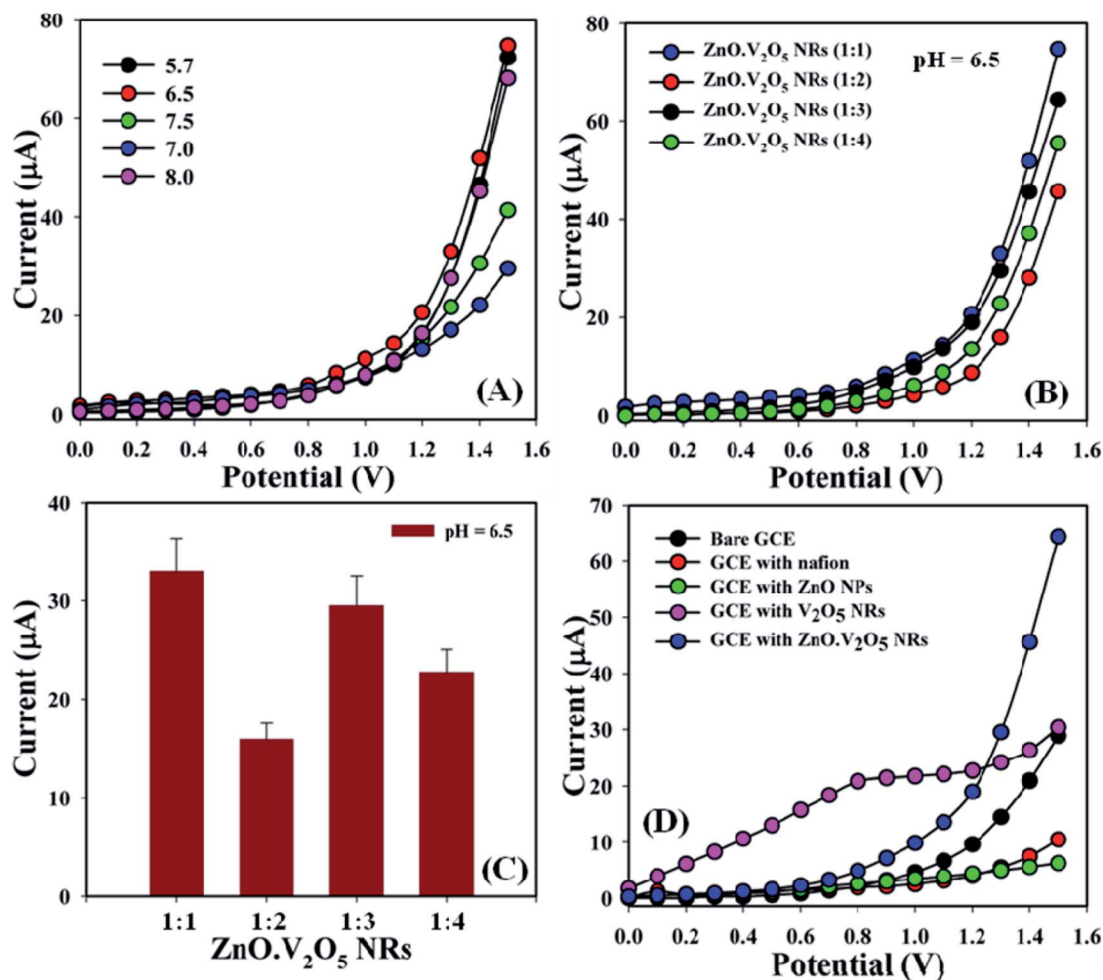 80
60
40
20
0
Current (µA)
5.7
6.5
7.5
7.0
8.0
(A)
0.0 0.2 0.4 0.6 0.8 1.0 1.2 1.4 1.6
Potential (V)
80
60
40
20
0
Current (µA)
ZnO.V₂O₅ NRs (1:1)
ZnO.V₂O₅ NRs (1:2)
ZnO.V₂O₅ NRs (1:3)
ZnO.V₂O₅ NRs (1:4)
pH = 6.5
(B)
0.0 0.2 0.4 0.6 0.8 1.0 1.2 1.4 1.6
Potential (V)
40
30
20
10
0
Current (µA)
pH = 6.5
(C)
1:1 1:2 1:3 1:4
ZnO.V₂O₅ NRs
70
60
50
40
30
20
10
0
Current (µA)
Bare GCE
GCE with nafion
GCE with ZnO NPs
GCE with V₂O₅ NRs
GCE with ZnO.V₂O₅ NRs
(D)
0.0 0.2 0.4 0.6 0.8 1.0 1.2 1.4 1.6
Potential (V)